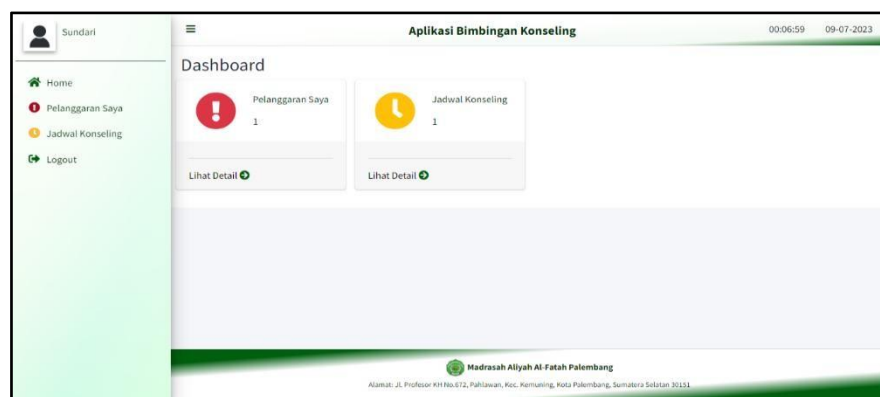 Sundari
Aplikasi Bimbingan Konseling
00:06:59
09-07-2023
Home
Pelanggaran Saya
Jadwal Konseling
Logout
Dashboard
Pelanggaran Saya
1
Lihat Detail
Jadwal Konseling
1
Lihat Detail
Madrasah Aliyah Al-Fatah Palembang
Alamat: Jl. Profesor KH No.672, Pahlawan, Kec. Kemuning, Kota Palembang, Sumatera Selatan 30151